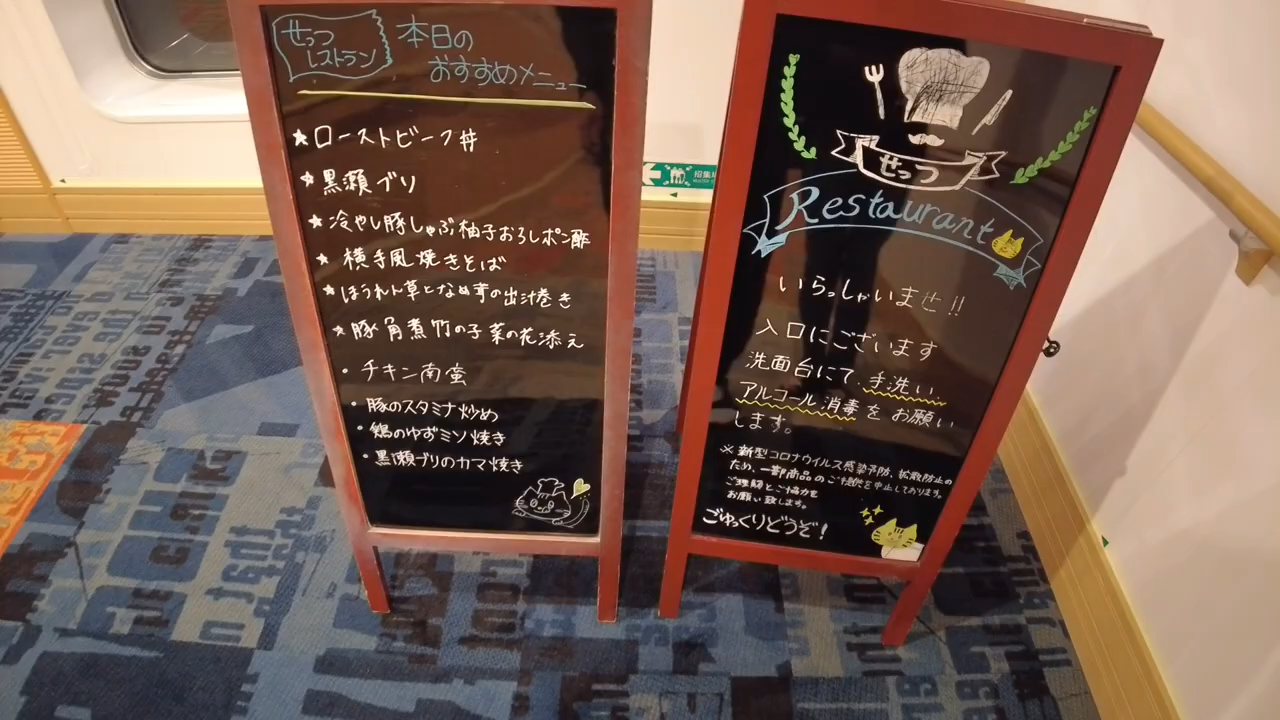 せっつ
レストラン
本日の
おすすめメニュー
★ローストビーフ丼
★黒瀬ブリ
★冷やし豚しゃぶ柚子おろしポン酢
★横手風焼きそば
★ほうれん草となめ茸の出汁巻き
★豚角煮竹の子菜の花添え
・チキン南蛮
・豚のスタミナ炒め
・鶏のゆずミソ焼き
・黒瀬ブリのカマ焼き
招集
せっつ
Restaurant
いらっしゃいませ!!
入口にございます
洗面台にて、手洗い、
アルコール消毒をお願い
します。
※新型コロナウイルス感染予防、拡散防止の
ため、一部商品のご提供を中止しております。
ご理解とご協力を
お願い致します。
ごゆっくりどうぞ!